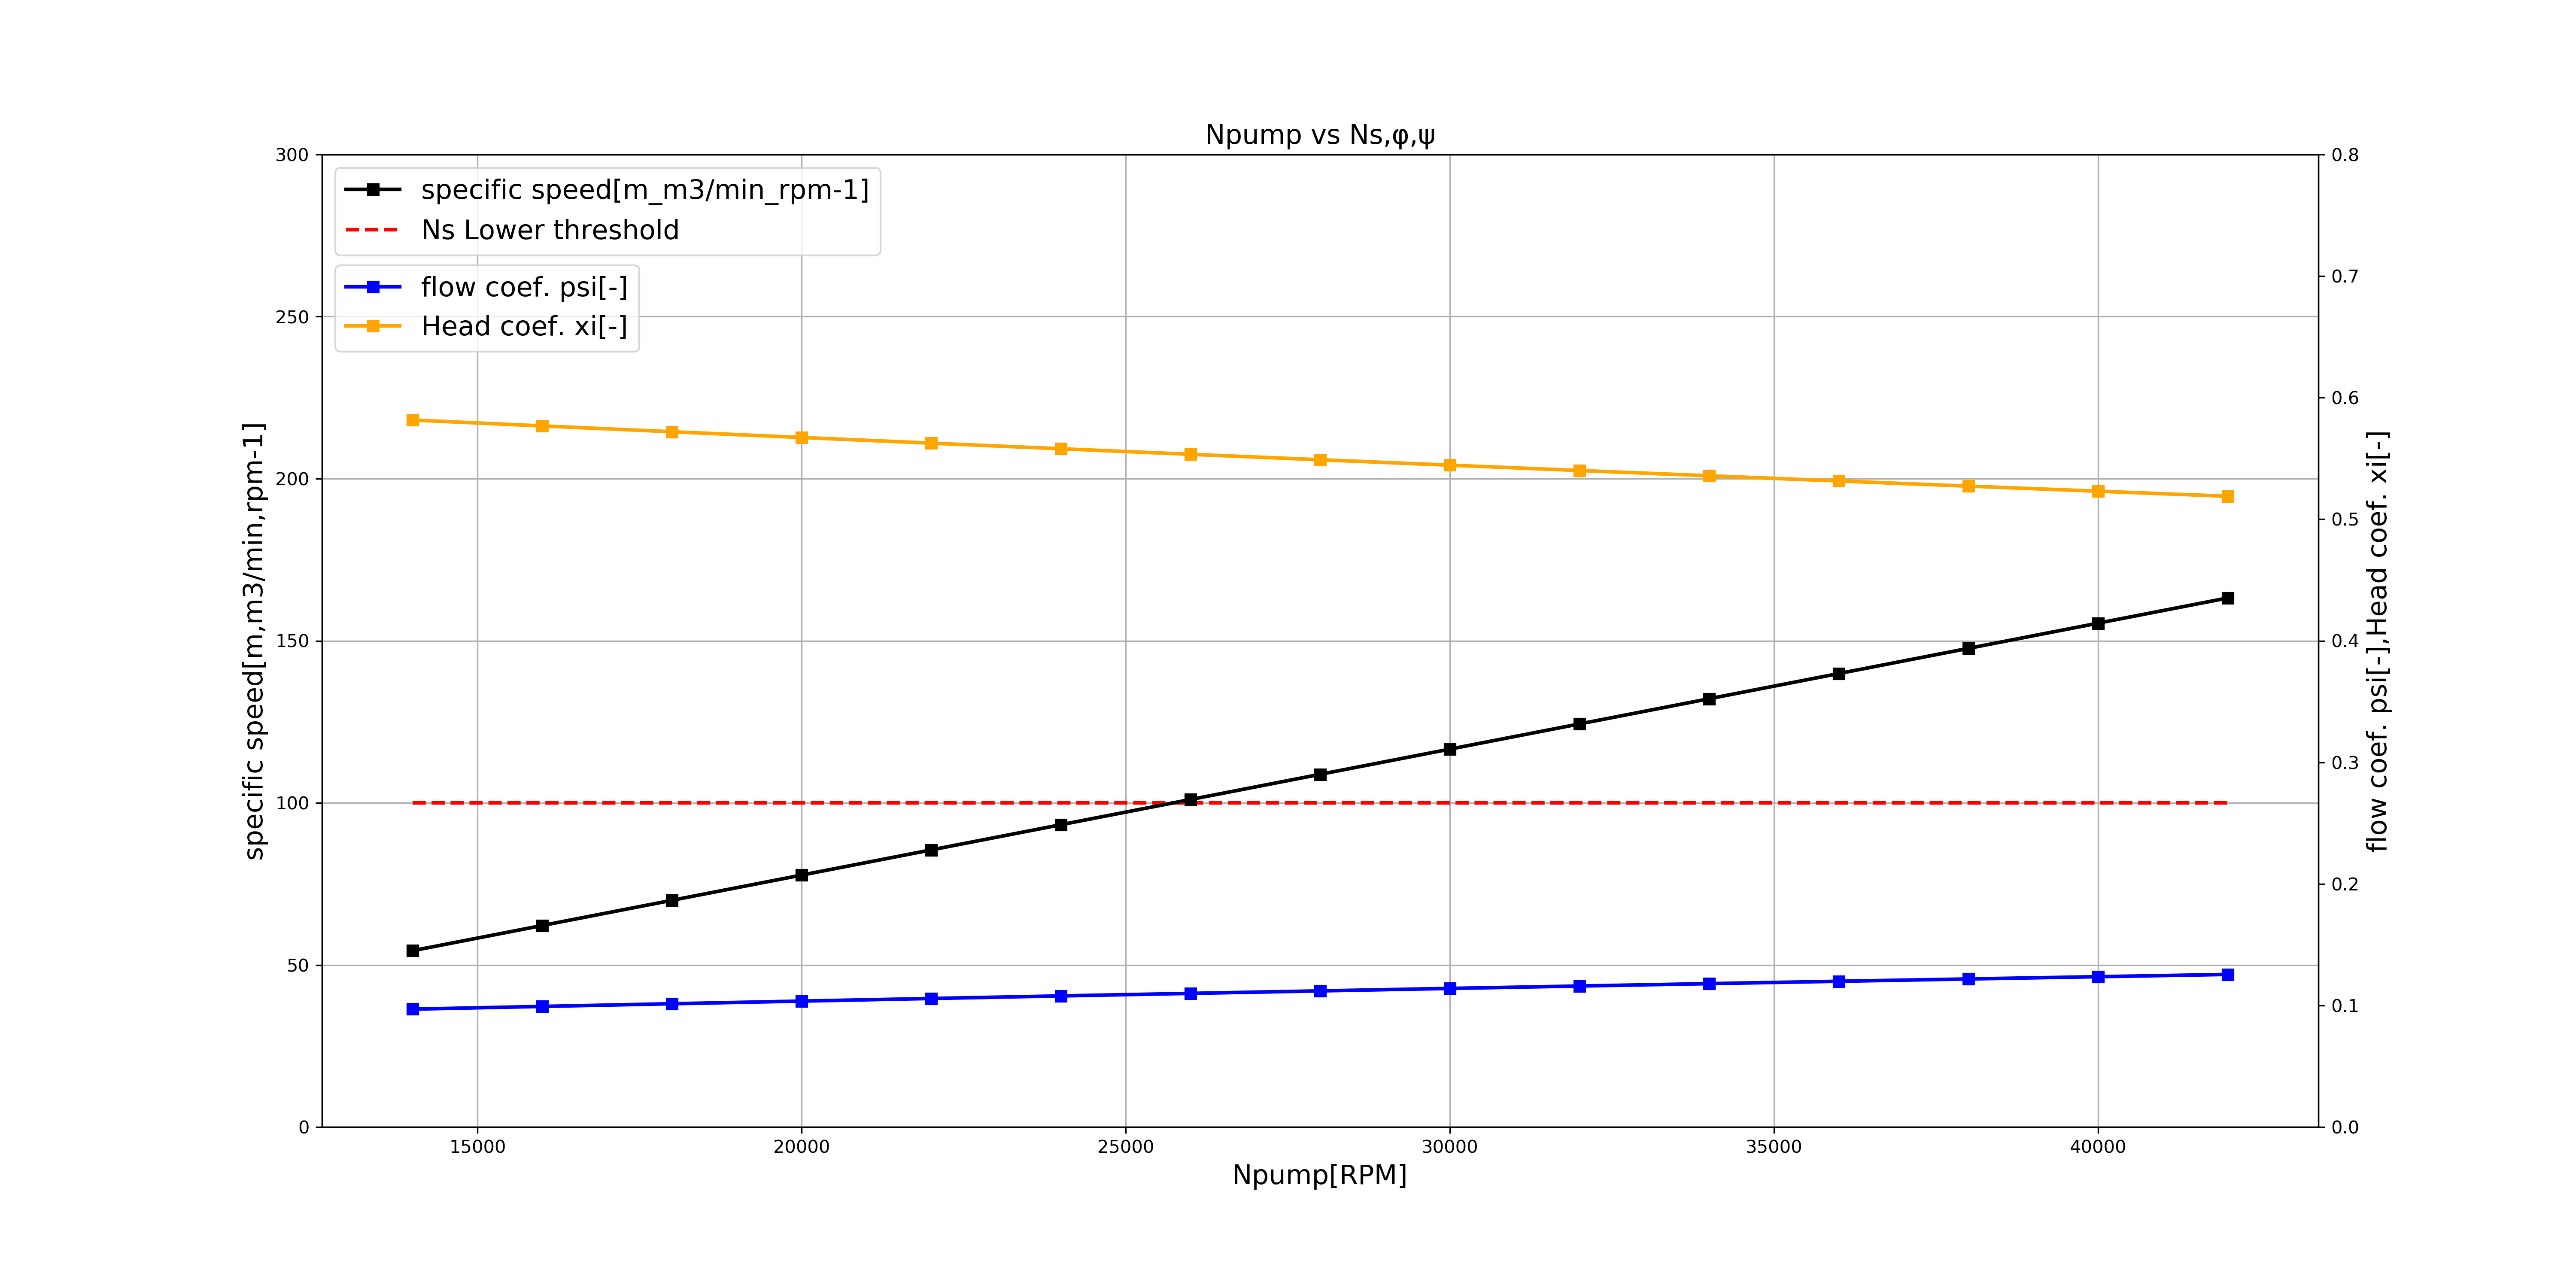 Npump vs Ns,φ,ψ
specific speed[m_m3/min_rpm-1]
Ns Lower threshold
flow coef. psi[-]
Head coef. xi[-]
specific speed[m,m3/min,rpm-1]
300
250
200
150
100
50
0
0.8
0.7
0.6
0.5
0.4
0.3
0.2
0.1
0.0
flow coef. psi[-],Head coef. xi[-]
15000 20000 25000 30000 35000 40000
Npump[RPM]